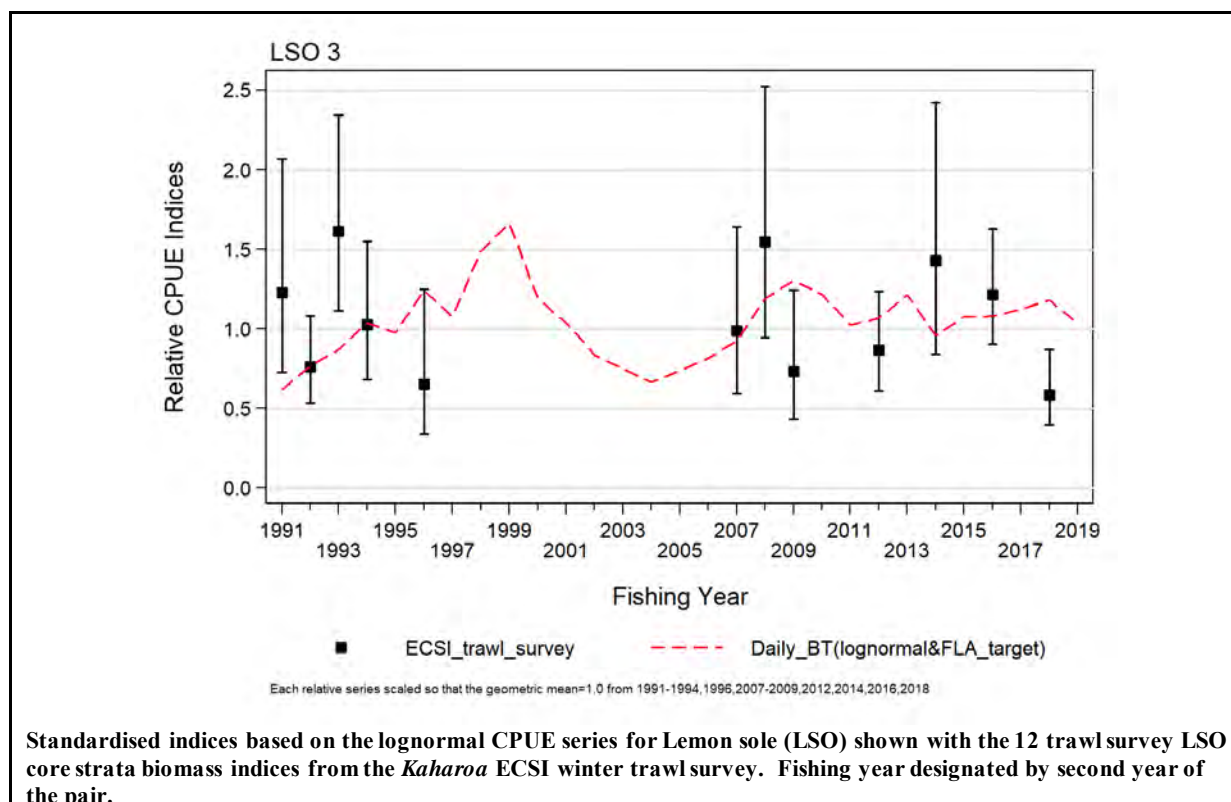 LSO 3
2.5
2.0
1.5
1.0
0.5
0.0
Relative CPUE Indices
1991 1995 1999 2003 2007 2011 2015 2019
1993 1997 2001 2005 2009 2013 2017
Fishing Year
ECSI_trawl_survey Daily_BT(lognormal&FLA_target)
Each relative series scaled so that the geometric mean=1.0 from 1991-1994,1996,2007-2009,2012,2014,2016,2018
Standardised indices based on the lognormal CPUE series for Lemon sole (LSO) shown with the 12 trawl survey LSO
core strata biomass indices from the Kaharoa ECSI winter trawl survey. Fishing year designated by second year of
the pair.